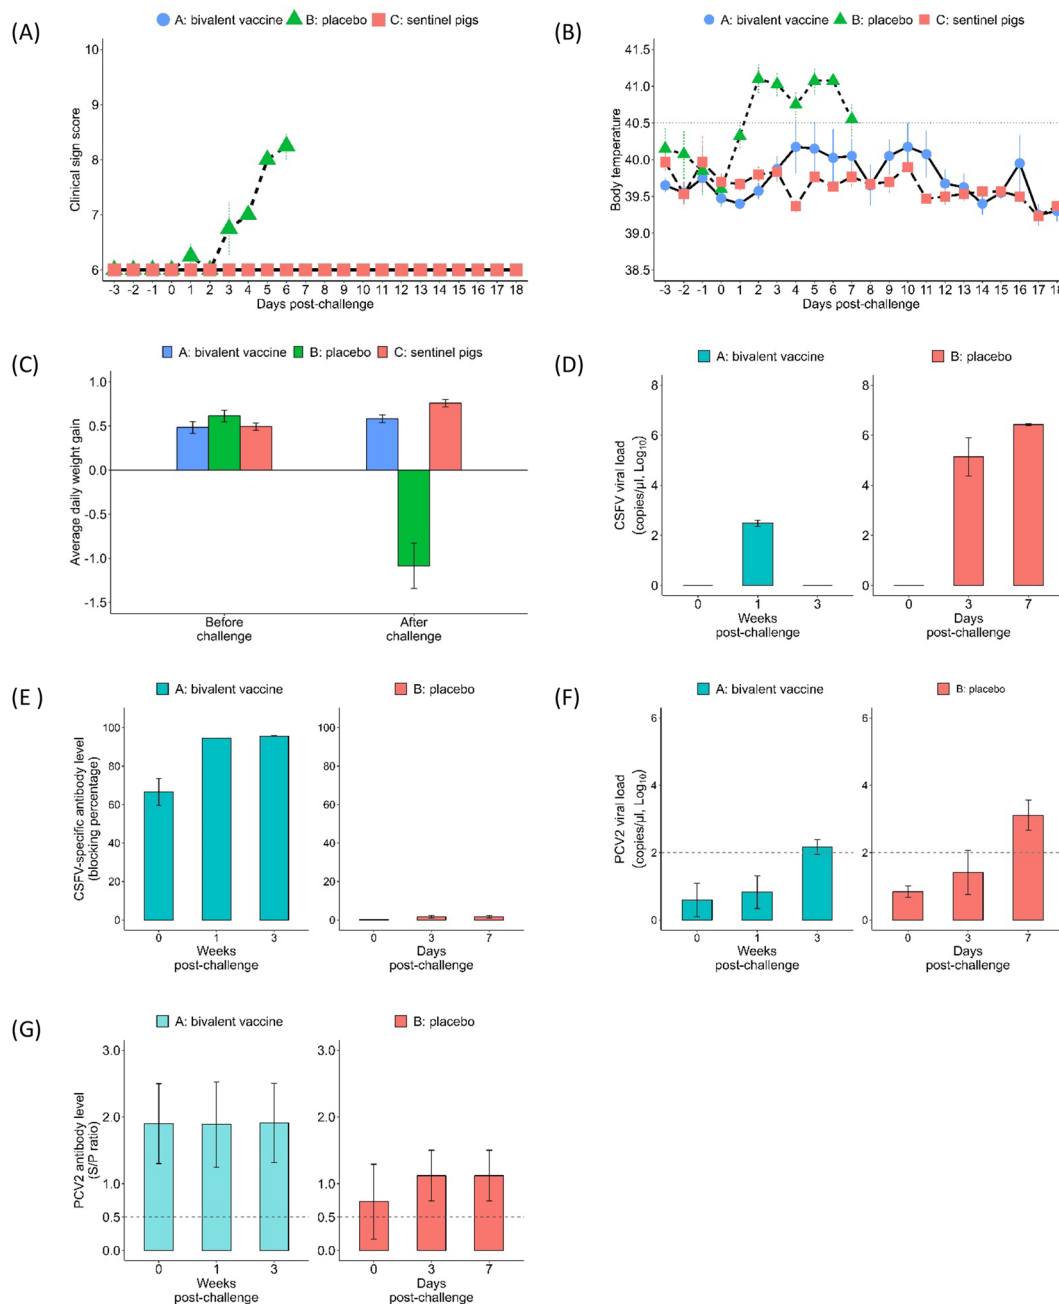 (A)
A: bivalent vaccine B: placebo C: sentinel pigs
Clinical sign score
10
9
8
7
6
-3 -2 -1 0 1 2 3 4 5 6 7 8 9 10 11 12 13 14 15 16 17 18
Days post-challenge
(B)
A: bivalent vaccine B: placebo C: sentinel pigs
Body temperature
41.5
41.0
40.5
40.0
39.5
39.0
38.5
-3 -2 -1 0 1 2 3 4 5 6 7 8 9 10 11 12 13 14 15 16 17 18
Days post-challenge
(C)
A: bivalent vaccine B: placebo C: sentinel pigs
Average daily weight gain
1.0
0.5
0.0
-0.5
-1.0
-1.5
Before
challenge
After
challenge
(D)
A: bivalent vaccine
B: placebo
CSFV viral load
(copies/µl, Log10)
8
6
4
2
0
0 1 3
Weeks
post-challenge
8
6
4
2
0
0 3 7
Days
post-challenge
(E )
A: bivalent vaccine
B: placebo
CSFV-specific antibody level
(blocking percentage)
100
80
60
40
20
0
0 1 3
Weeks
post-challenge
100
80
60
40
20
0
0 3 7
Days
post-challenge
(F)
A: bivalent vaccine
B: placebo
PCV2 viral load
(copies/µl, Log10)
6
4
2
0
0 1 3
Weeks
post-challenge
6
4
2
0
0 3 7
Days
post-challenge
(G)
A: bivalent vaccine
B: placebo
PCV2 antibody level
(S/P ratio)
3.0
2.0
1.0
0.5
0.0
0 1 3
Weeks
post-challenge
3.0
2.0
1.0
0.5
0.0
0 3 7
Days
post-challenge